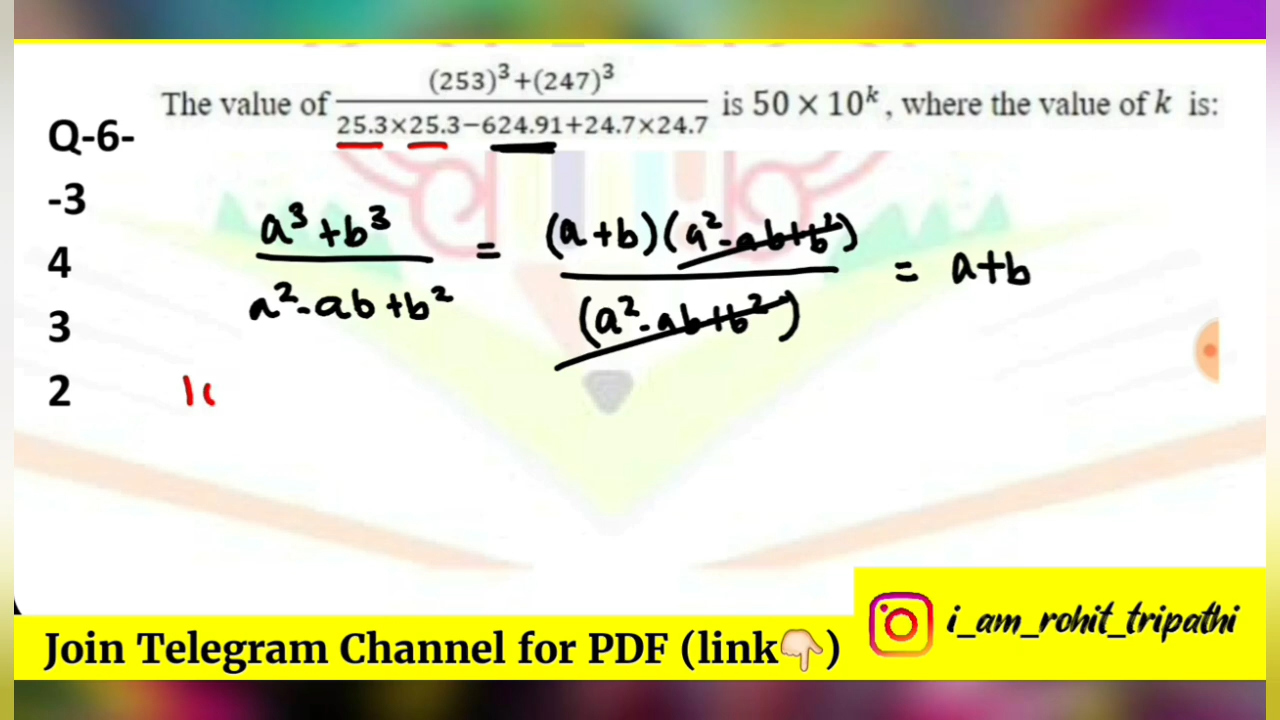 The value of (253)³+(247)³ / 25.3×25.3−624.91+24.7×24.7 is 50 × 10ᵏ, where the value of k is:
Q-6-
-3
4
3
2
a³+b³ / a²-ab+b² = (a+b)(a²-ab+b²) / (a²-ab+b²) = a+b
Join Telegram Channel for PDF (link👇🏻)
i_am_rohit_tripathi